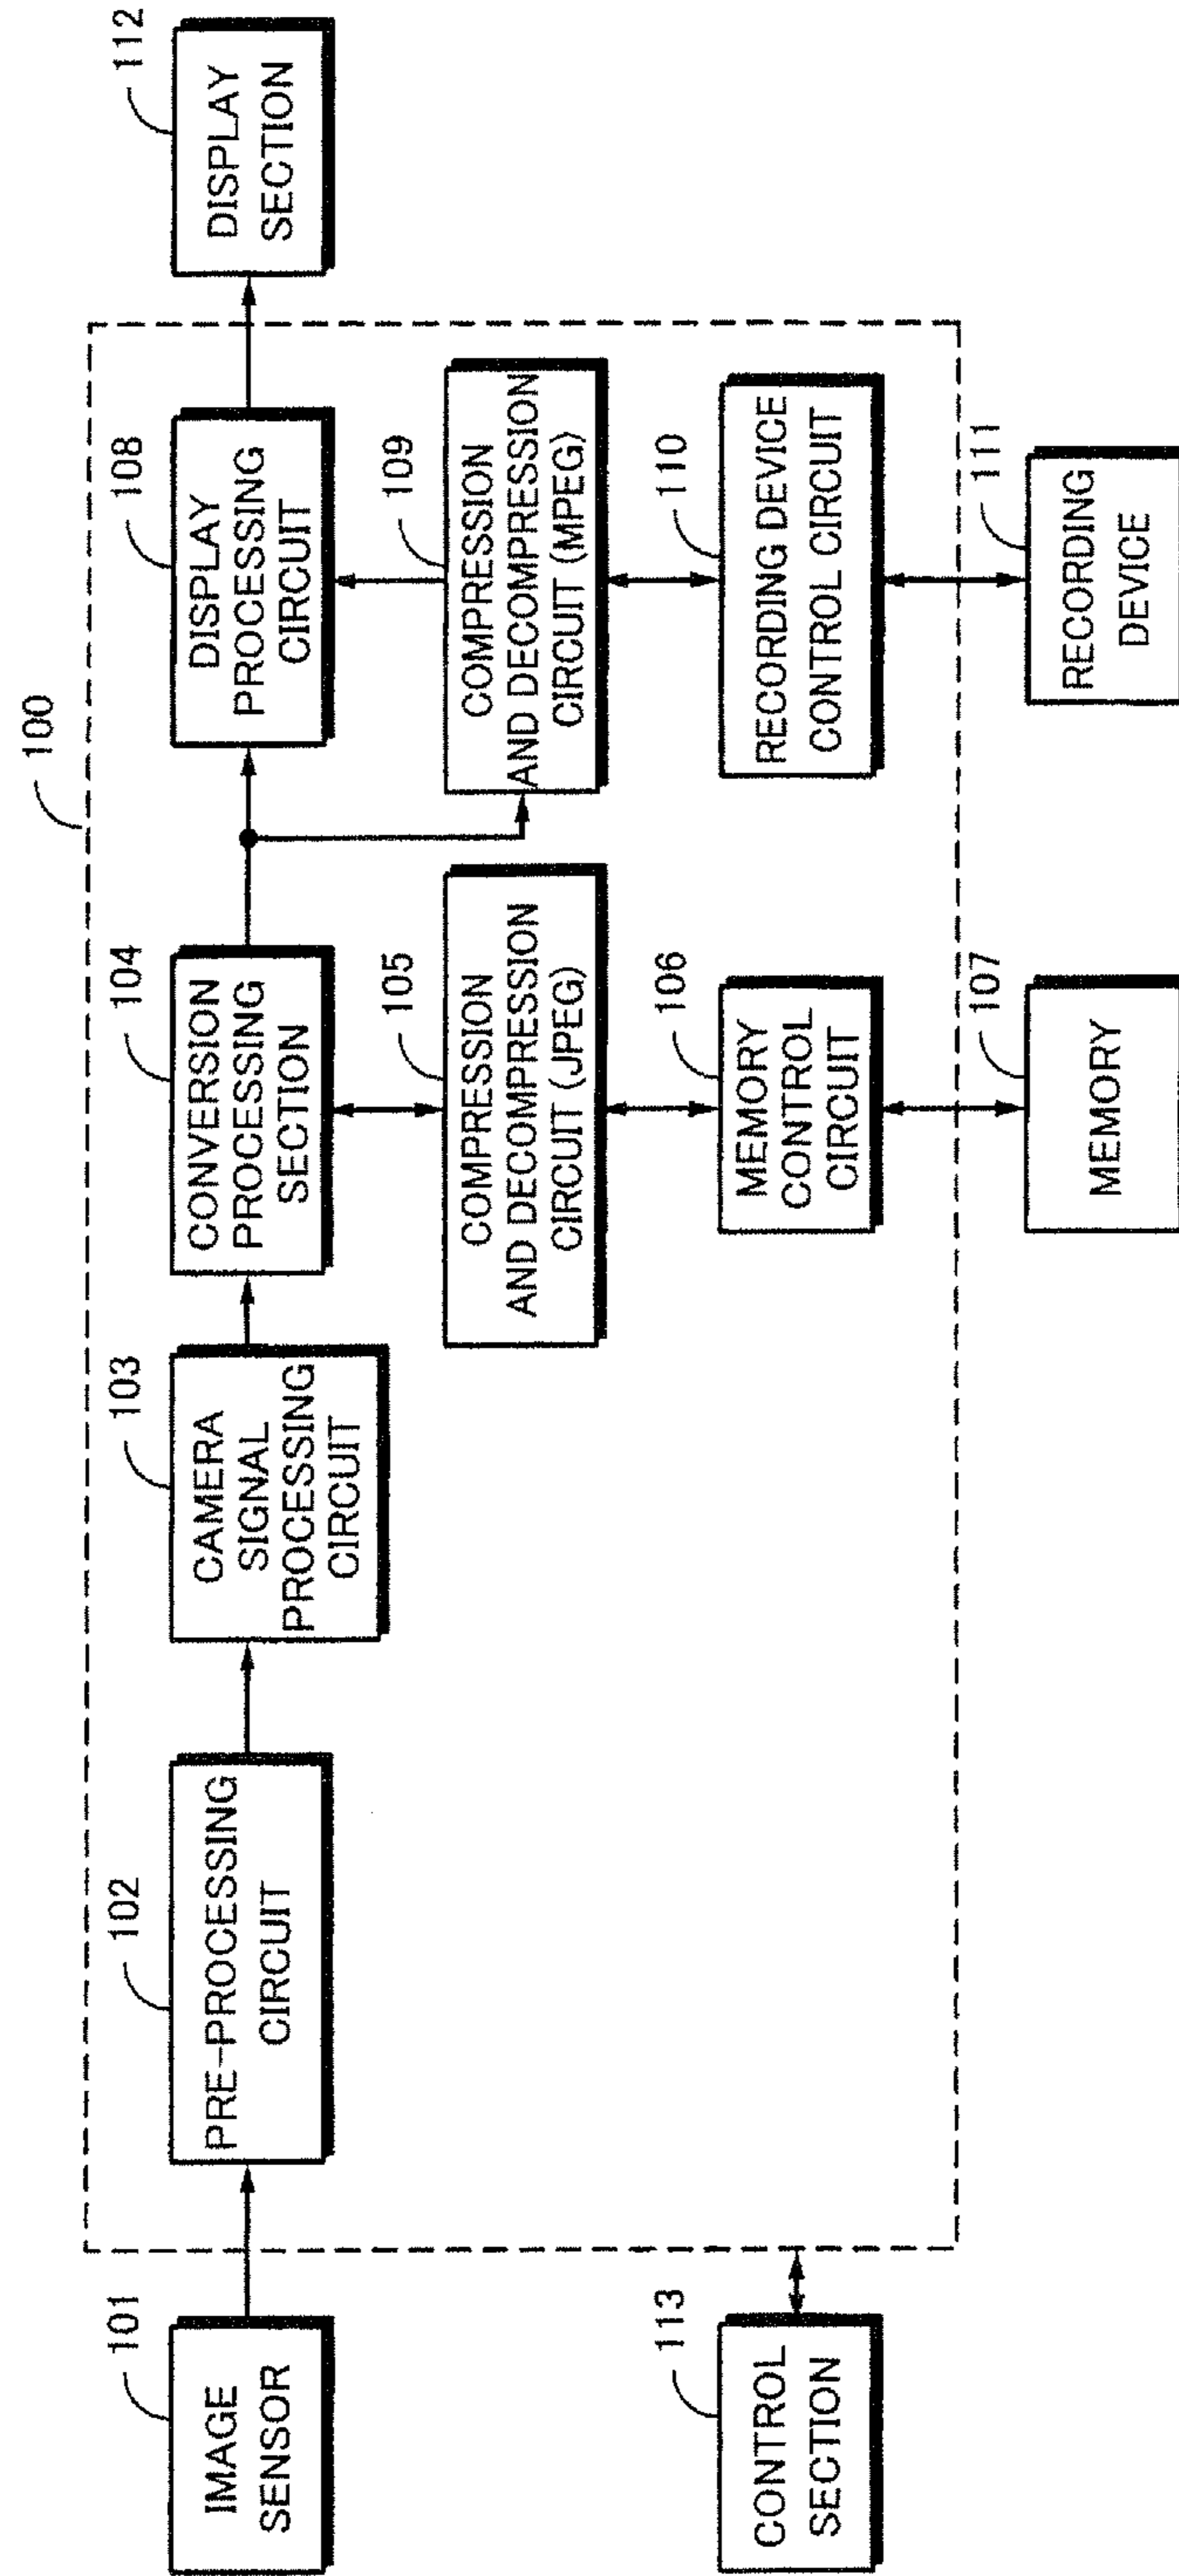 100
101
IMAGE
SENSOR
102
PRE-PROCESSING
CIRCUIT
103
CAMERA
SIGNAL
PROCESSING
CIRCUIT
104
CONVERSION
PROCESSING
SECTION
108
DISPLAY
PROCESSING
CIRCUIT
112
DISPLAY
SECTION
105
COMPRESSION
AND DECOMPRESSION
CIRCUIT (JPEG)
109
COMPRESSION
AND DECOMPRESSION
CIRCUIT (MPEG)
113
CONTROL
SECTION
106
MEMORY
CONTROL
CIRCUIT
110
RECORDING DEVICE
CONTROL CIRCUIT
107
MEMORY
111
RECORDING
DEVICE